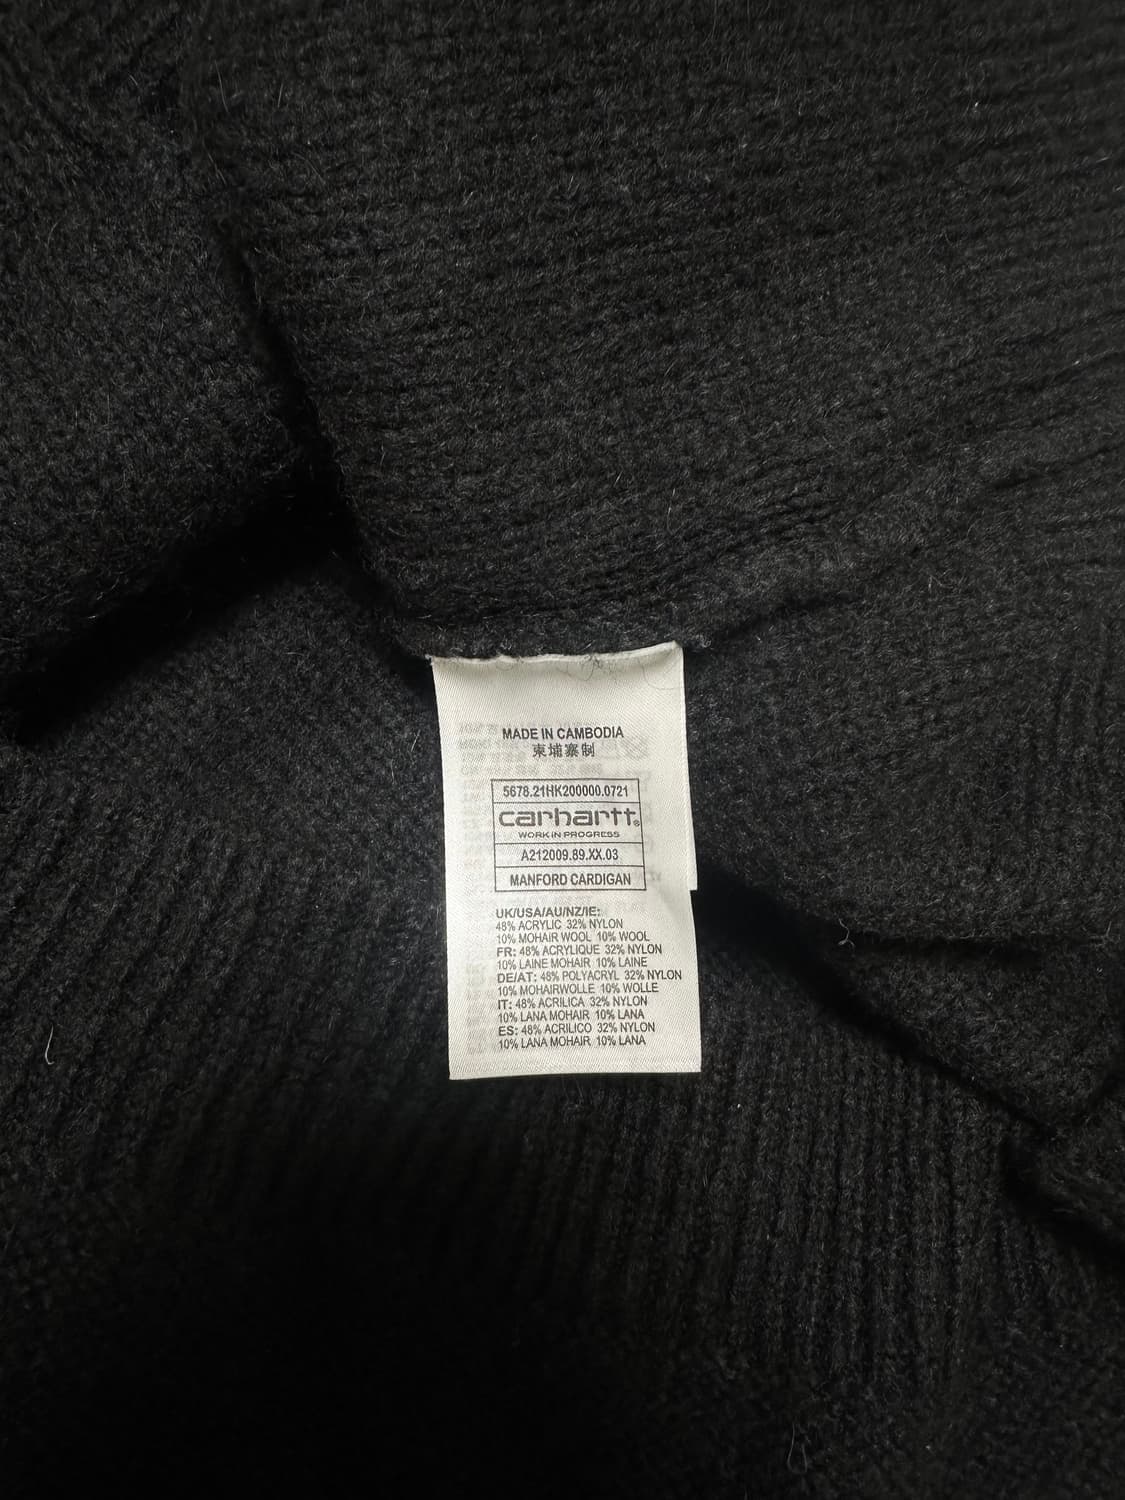 MADE IN CAMBODIA
柬埔寨制
5678.21HK200000.0721
carhartt®
WORK IN PROGRESS
A212009.89.XX.03
MANFORD CARDIGAN
UK/USA/AU/NZ/IE:
48% ACRYLIC 32% NYLON
10% MOHAIR WOOL 10% WOOL
FR: 48% ACRYLIQUE 32% NYLON
10% LAINE MOHAIR 10% LAINE
DE/AT: 48% POLYACRYL 32% NYLON
10% MOHAIRWOLLE 10% WOLLE
IT: 48% ACRILICA 32% NYLON
10% LANA MOHAIR 10% LANA
ES: 48% ACRILICO 32% NYLON
10% LANA MOHAIR 10% LANA